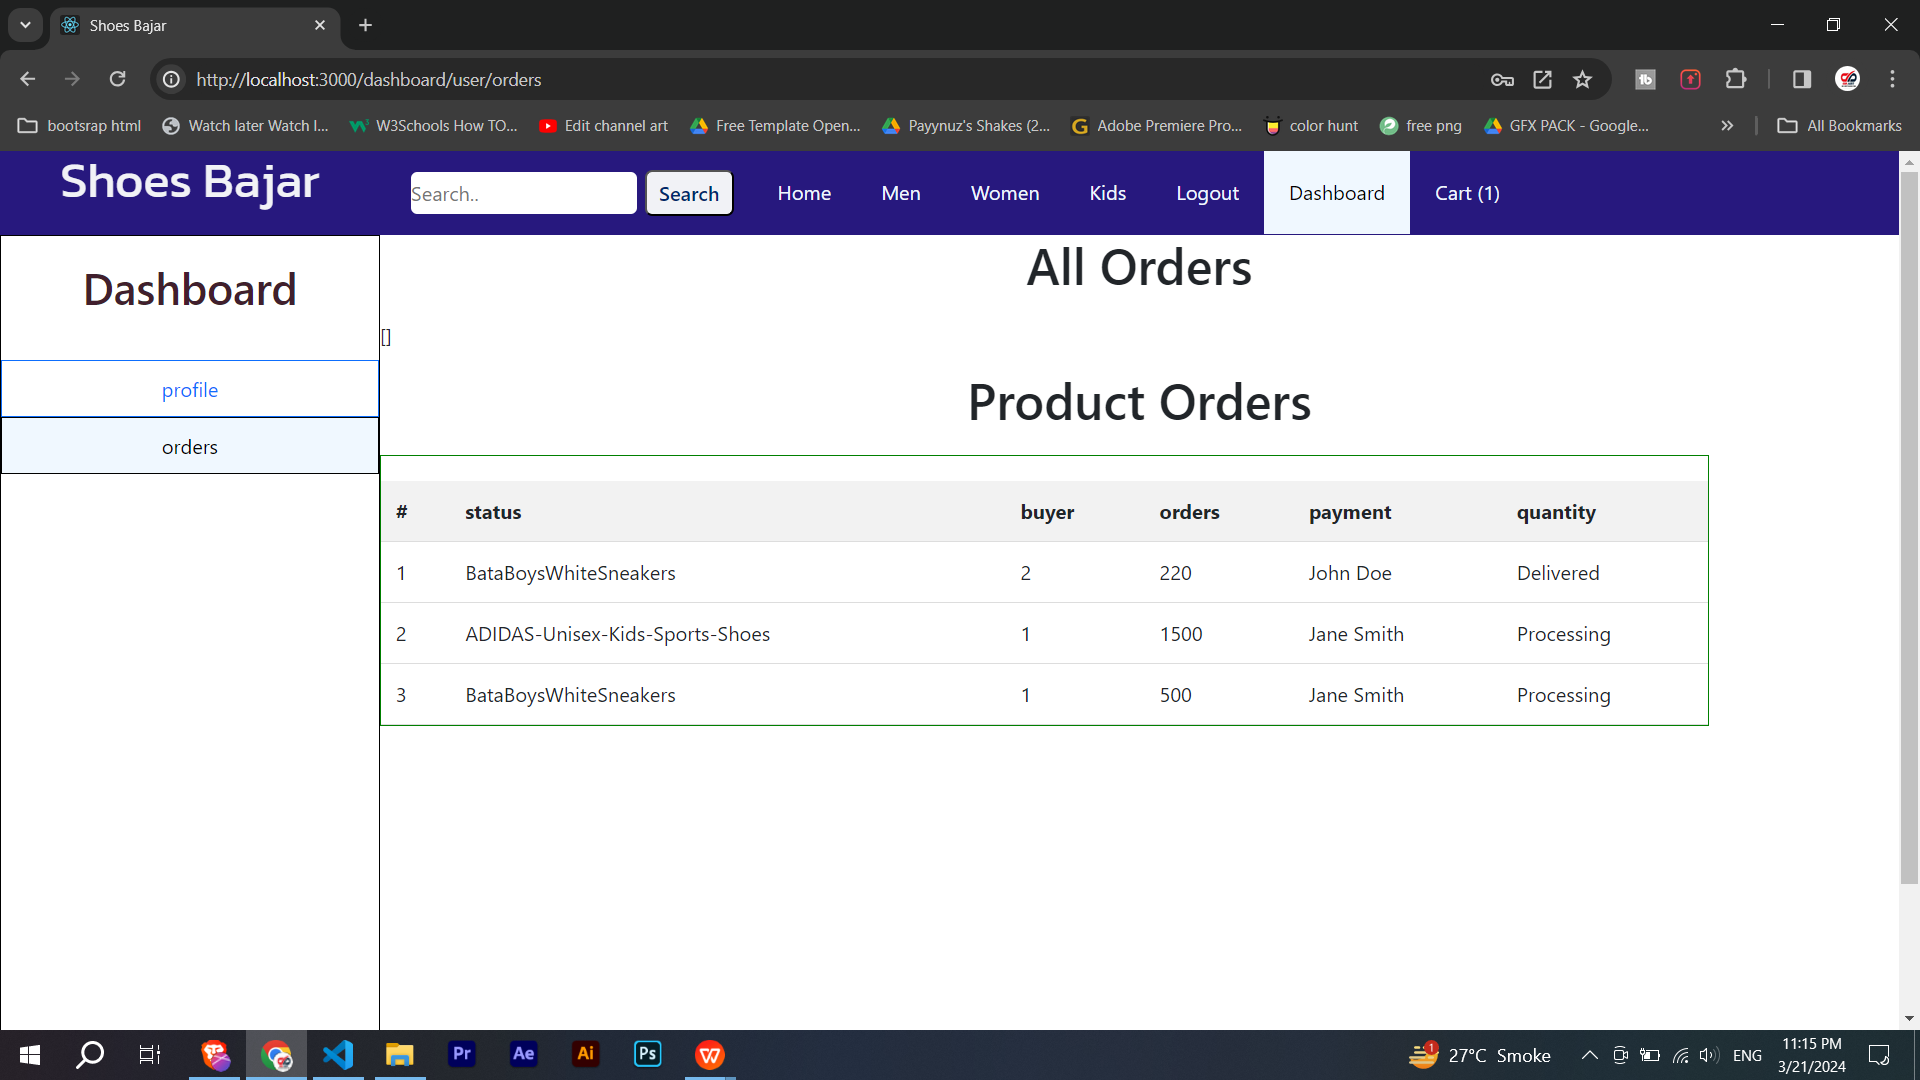 Shoes Bajar
http://localhost:3000/dashboard/user/orders
bootsrap html Watch later Watch l... W3Schools How TO... Edit channel art Free Template Open... Payynuz's Shakes (2... Adobe Premiere Pro... color hunt free png GFX PACK - Google... All Bookmarks
Shoes Bajar Search.. Search Home Men Women Kids Logout Dashboard Cart (1)
Dashboard
profile
orders
All Orders
[]
Product Orders
# status buyer orders payment quantity
1 BataBoysWhiteSneakers 2 220 John Doe Delivered
2 ADIDAS-Unisex-Kids-Sports-Shoes 1 1500 Jane Smith Processing
3 BataBoysWhiteSneakers 1 500 Jane Smith Processing
Pr Ae Ai Ps 1 27°C Smoke ENG 11:15 PM
3/21/2024